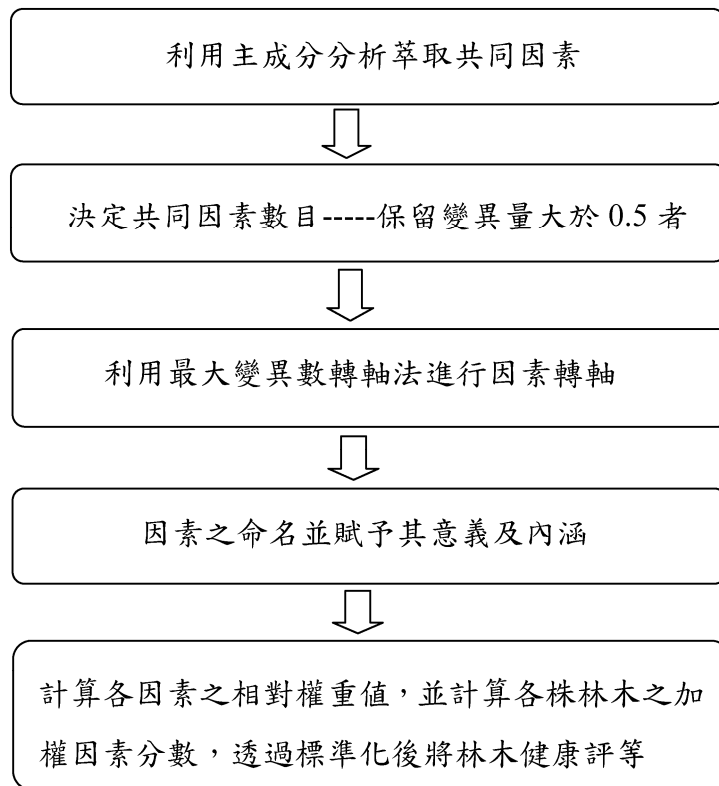 利用主成分分析萃取共同因素
決定共同因素數目-----保留變異量大於 0.5 者
利用最大變異數轉軸法進行因素轉軸
因素之命名並賦予其意義及內涵
計算各因素之相對權重值，並計算各株林木之加
權因素分數，透過標準化後將林木健康評等